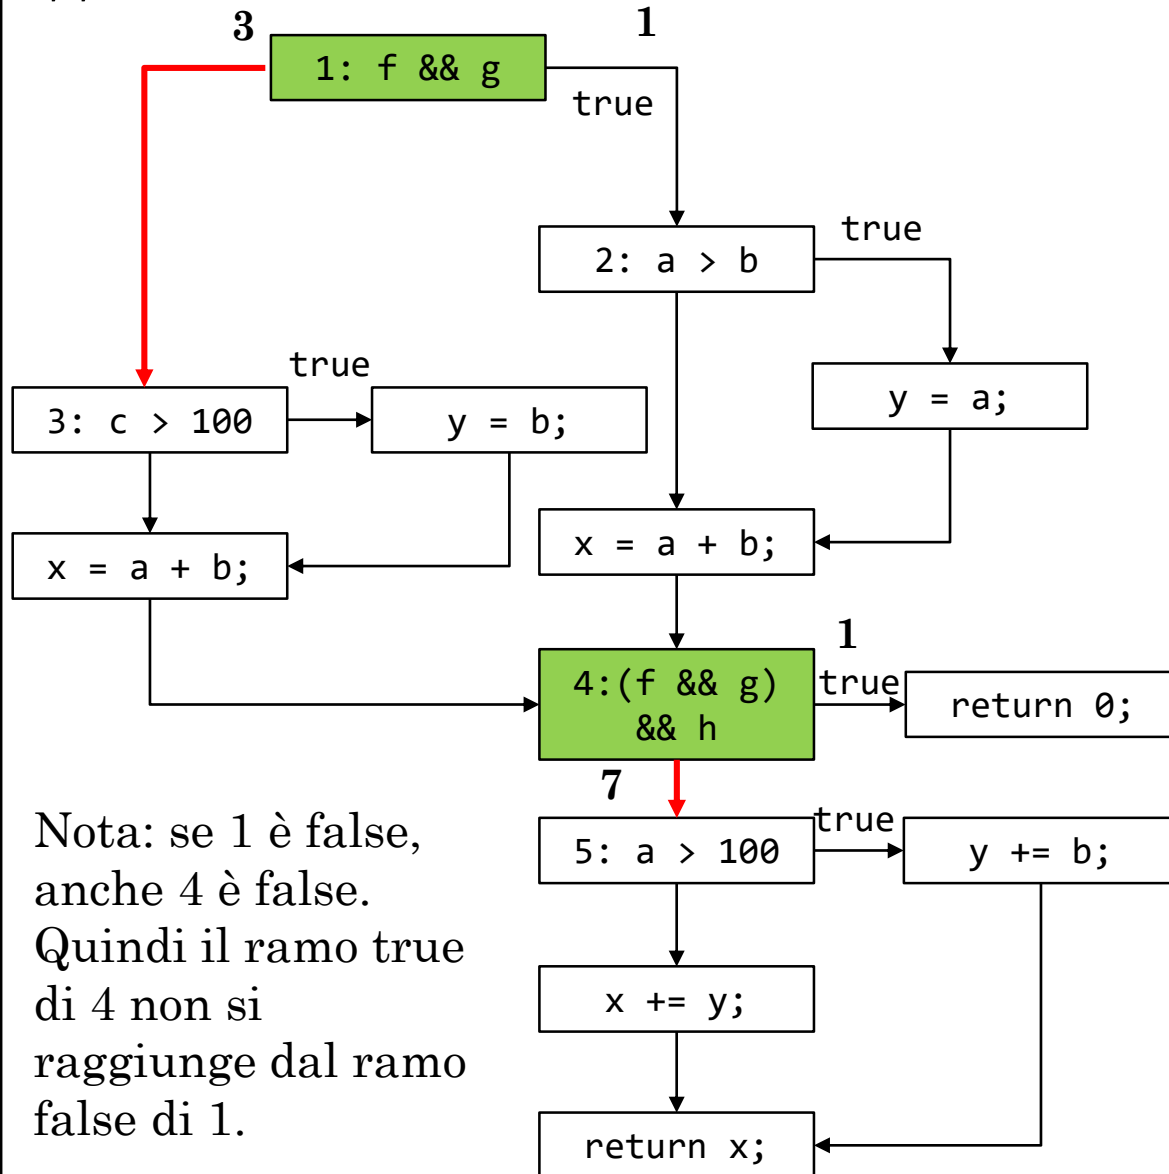 3
1
1: f && g
true
2: a > b
true
true
3: c > 100
y = b;
y = a;
x = a + b;
x = a + b;
1
4:(f && g)
&& h
true
return 0;
7
5: a > 100
true
y += b;
Nota: se 1 è false,
anche 4 è false.
Quindi il ramo true
di 4 non si
raggiunge dal ramo
false di 1.
x += y;
return x;